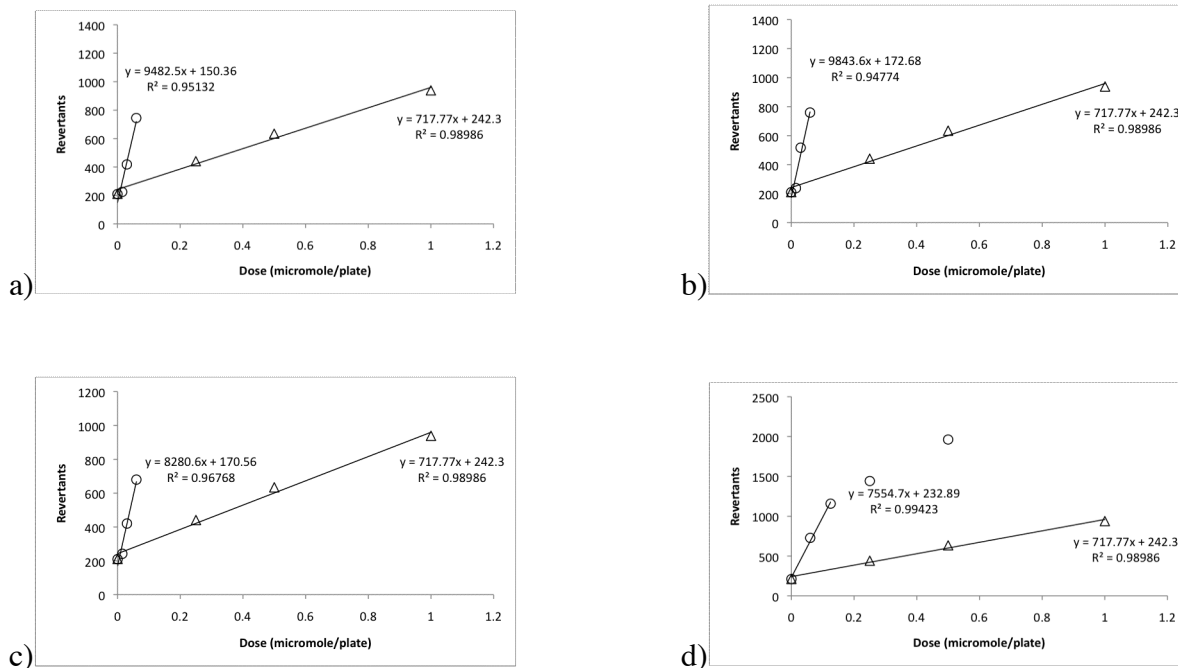 1400
1200
1000
800
600
400
200
0
Revertants
y = 9482.5x + 150.36
R² = 0.95132
y = 717.77x + 242.3
R² = 0.98986
0 0.2 0.4 0.6 0.8 1 1.2
Dose (micromole/plate)
a)
1400
1200
1000
800
600
400
200
0
Revertants
y = 9843.6x + 172.68
R² = 0.94774
y = 717.77x + 242.3
R² = 0.98986
0 0.2 0.4 0.6 0.8 1 1.2
Dose (micromole/plate)
b)
1200
1000
800
600
400
200
0
Revertants
y = 8280.6x + 170.56
R² = 0.96768
y = 717.77x + 242.3
R² = 0.98986
0 0.2 0.4 0.6 0.8 1 1.2
Dose (micromole/plate)
c)
2500
2000
1500
1000
500
0
Revertants
y = 7554.7x + 232.89
R² = 0.99423
y = 717.77x + 242.3
R² = 0.98986
0 0.2 0.4 0.6 0.8 1 1.2
Dose (micromole/plate)
d)